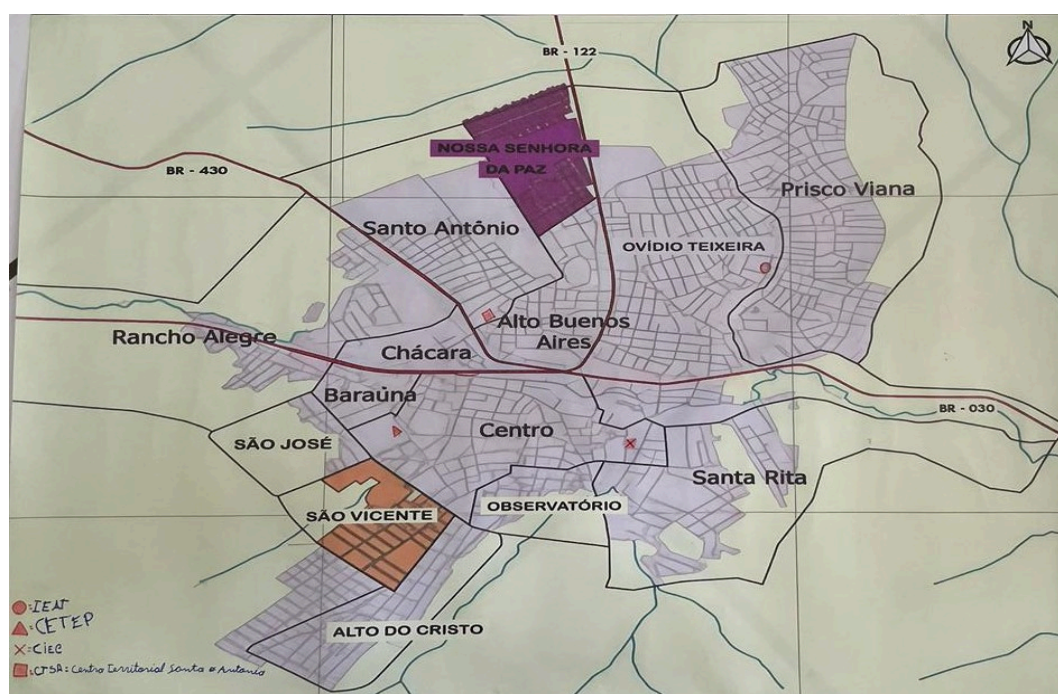 N
BR - 122
NOSSA SENHORA
DA PAZ
BR - 430
Prisco Viana
Santo Antônio
OVÍDIO TEIXEIRA
Alto Buenos
Aires
Rancho Alegre
Chácara
Baraúna
BR - 030
Centro
SÃO JOSÉ
Santa Rita
OBSERVATÓRIO
SÃO VICENTE
ALTO DO CRISTO
=IEAT
=CETEP
=CIEC
=CTSA= Centro Territorial Santo Antonio